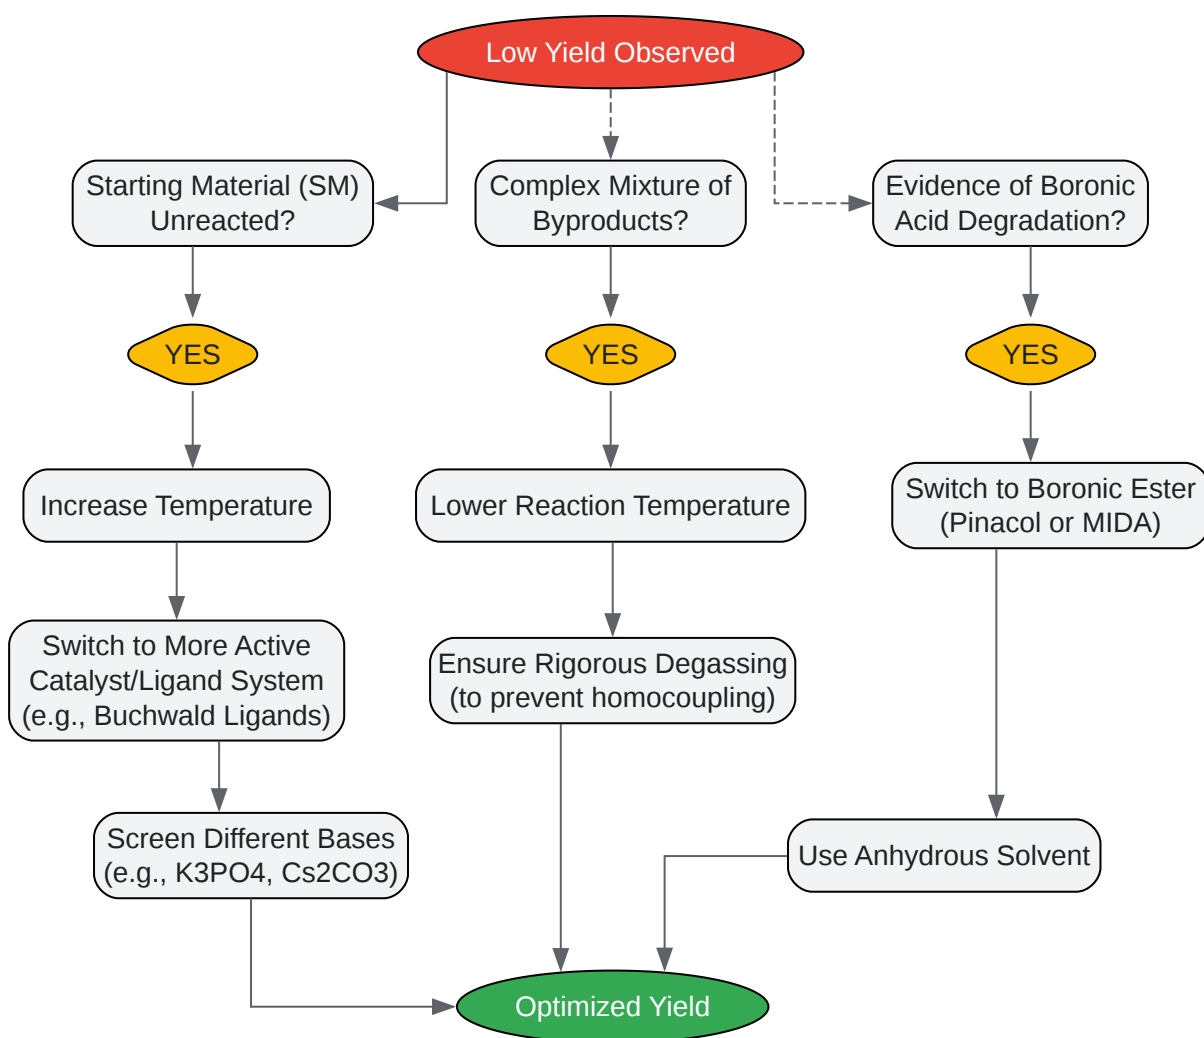 Low Yield Observed
Starting Material (SM)
Unreacted?
Complex Mixture of
Byproducts?
Evidence of Boronic
Acid Degradation?
YES
YES
YES
Increase Temperature
Lower Reaction Temperature
Switch to Boronic Ester
(Pinacol or MIDA)
Switch to More Active
Catalyst/Ligand System
(e.g., Buchwald Ligands)
Ensure Rigorous Degassing
(to prevent homocoupling)
Screen Different Bases
(e.g., K3PO4, Cs2CO3)
Use Anhydrous Solvent
Optimized Yield